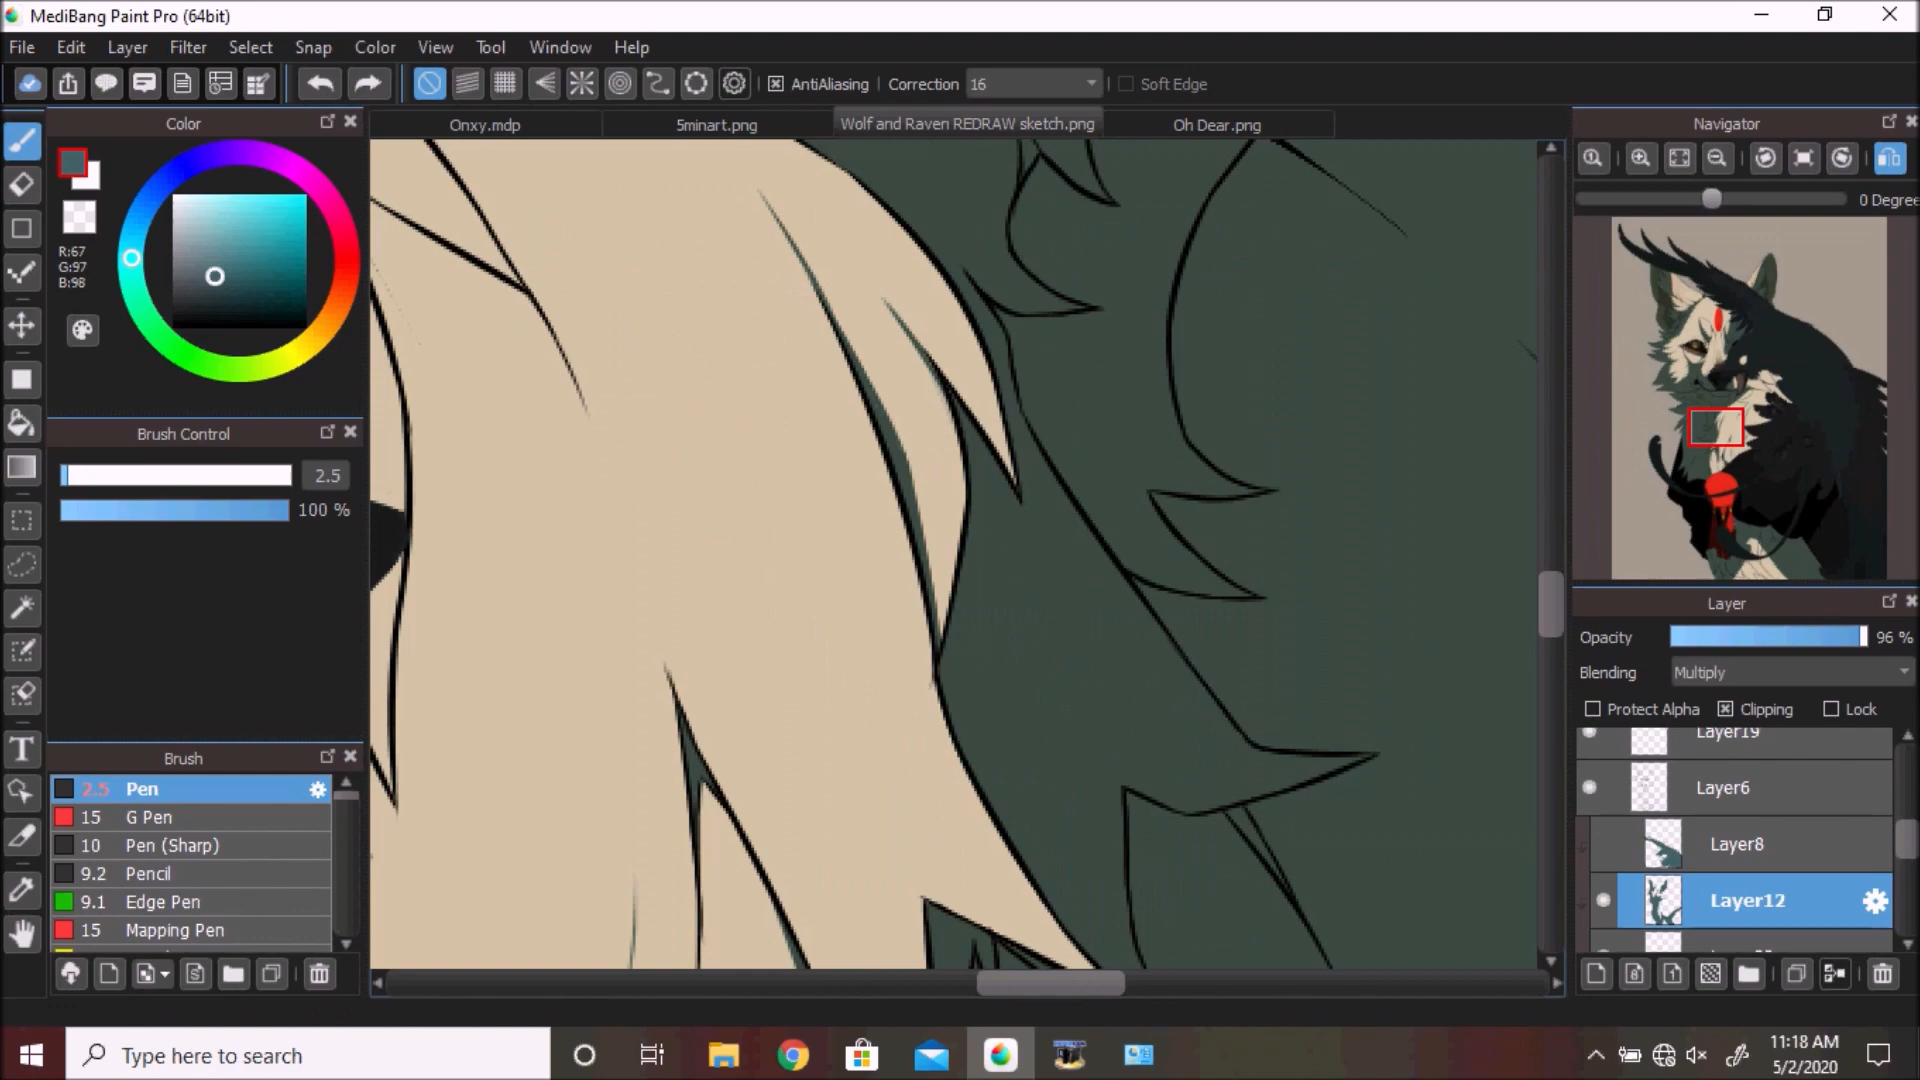 MediBang Paint Pro (64bit)
File Edit Layer Filter Select Snap Color View Tool Window Help
AntiAliasing Correction 16 Soft Edge
Color
Onxy.mdp 5minart.png Wolf and Raven REDRAW sketch.png Oh Dear.png
Navigator
0 Degree
R:67
G:97
B:98
Brush Control
2.5
100 %
Layer
Opacity 96 %
Blending Multiply
Protect Alpha Clipping Lock
Layer19
Layer6
Layer8
Layer12
Brush
2.5 Pen
15 G Pen
10 Pen (Sharp)
9.2 Pencil
9.1 Edge Pen
15 Mapping Pen
Type here to search
11:18 AM
5/2/2020